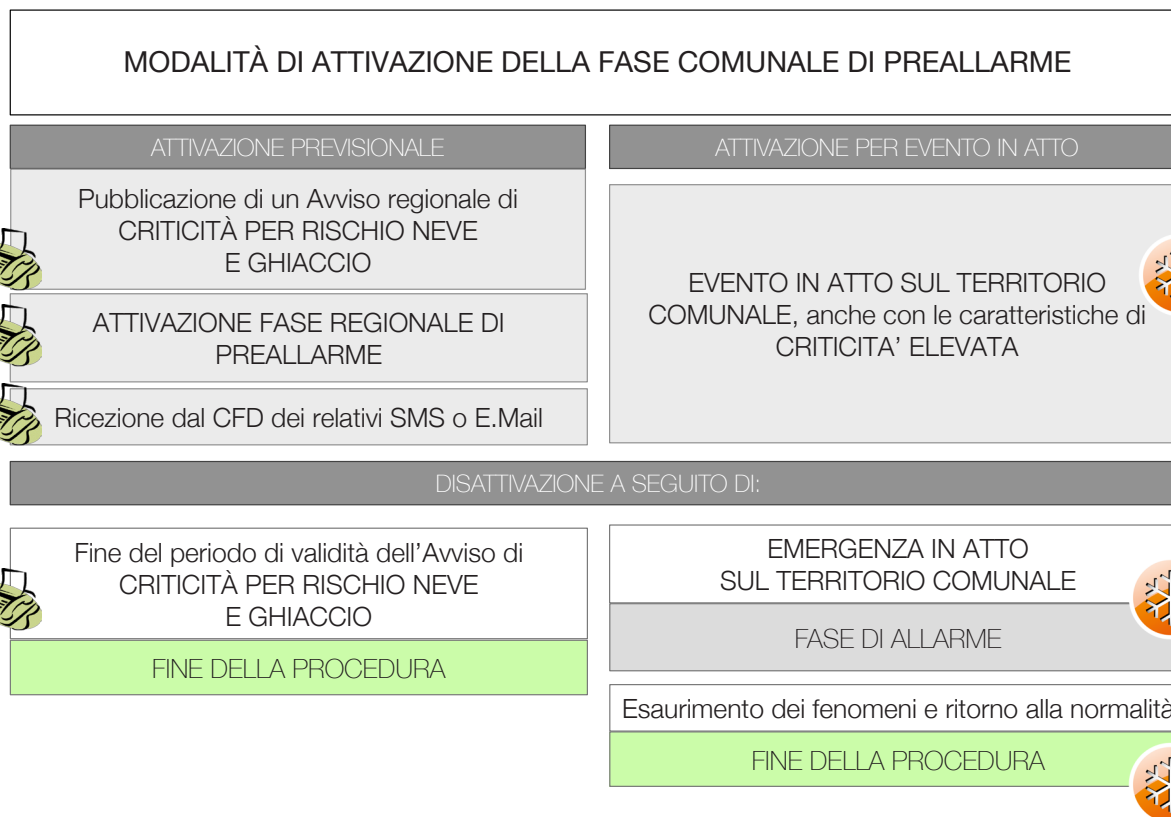 MODALITÀ DI ATTIVAZIONE DELLA FASE COMUNALE DI PREALLARME
ATTIVAZIONE PREVISIONALE
Pubblicazione di un Avviso regionale di
CRITICITÀ PER RISCHIO NEVE
E GHIACCIO
ATTIVAZIONE FASE REGIONALE DI
PREALLARME
Ricezione dal CFD dei relativi SMS o E.Mail
ATTIVAZIONE PER EVENTO IN ATTO
EVENTO IN ATTO SUL TERRITORIO
COMUNALE, anche con le caratteristiche di
CRITICITA’ ELEVATA
DISATTIVAZIONE A SEGUITO DI:
Fine del periodo di validità dell’Avviso di
CRITICITÀ PER RISCHIO NEVE
E GHIACCIO
FINE DELLA PROCEDURA
EMERGENZA IN ATTO
SUL TERRITORIO COMUNALE
FASE DI ALLARME
Esaurimento dei fenomeni e ritorno alla normalità
FINE DELLA PROCEDURA